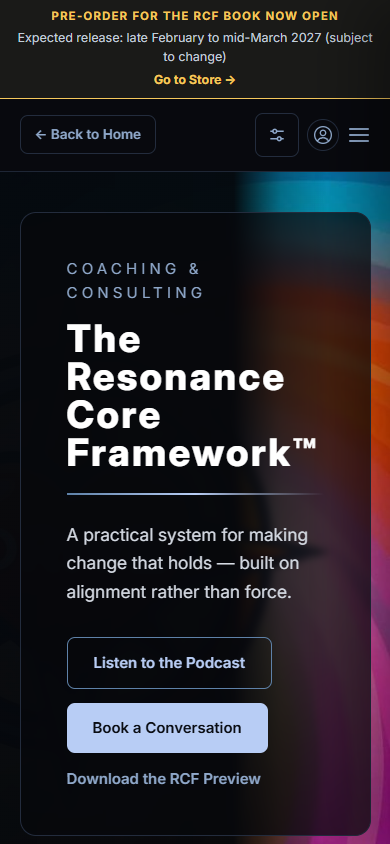 PRE-ORDER FOR THE RCF BOOK NOW OPEN
Expected release: late February to mid-March 2027 (subject
to change)
Go to Store →
← Back to Home
COACHING &
CONSULTING
The
Resonance
Core
Framework™
A practical system for making
change that holds — built on
alignment rather than force.
Listen to the Podcast
Book a Conversation
Download the RCF Preview